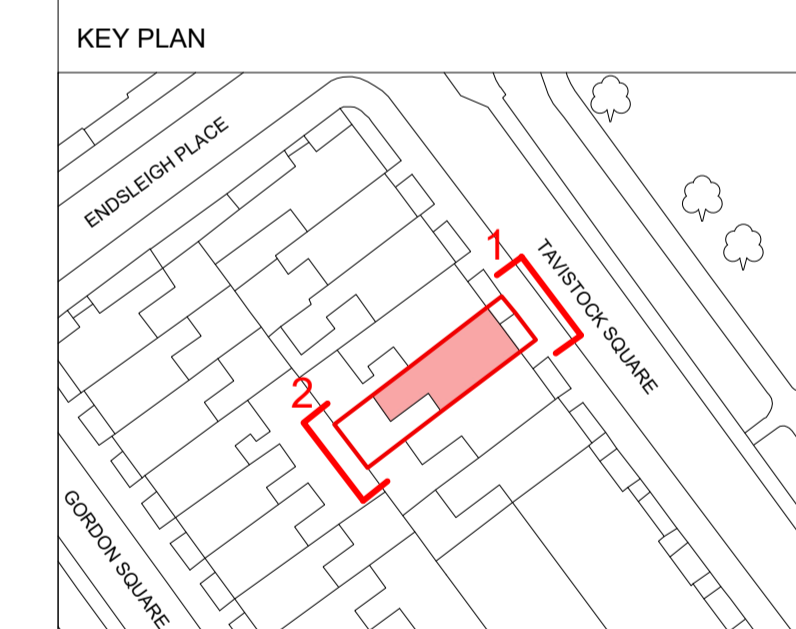 KEY PLAN
ENDSLEIGH PLACE
1
TAVISTOCK SQUARE
2
GORDON SQUARE